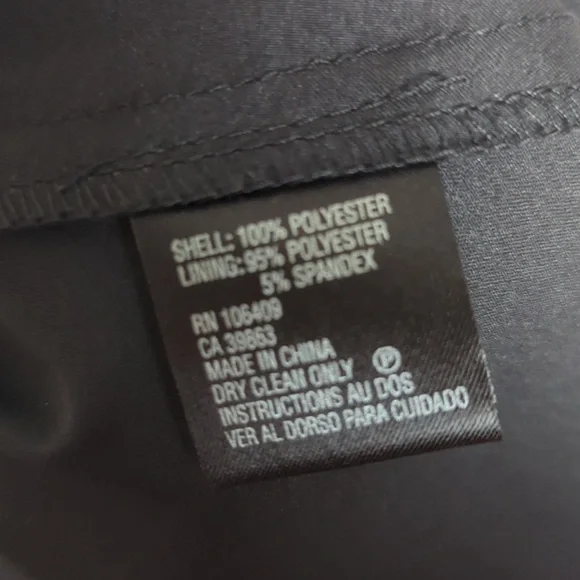 SHELL: 100% POLYESTER
LINING: 95% POLYESTER
5% SPANDEX
RN 106409
CA 39863
MADE IN CHINA
DRY CLEAN ONLY Ⓟ
INSTRUCTIONS AU DOS
VER AL DORSO PARA CUIDADO